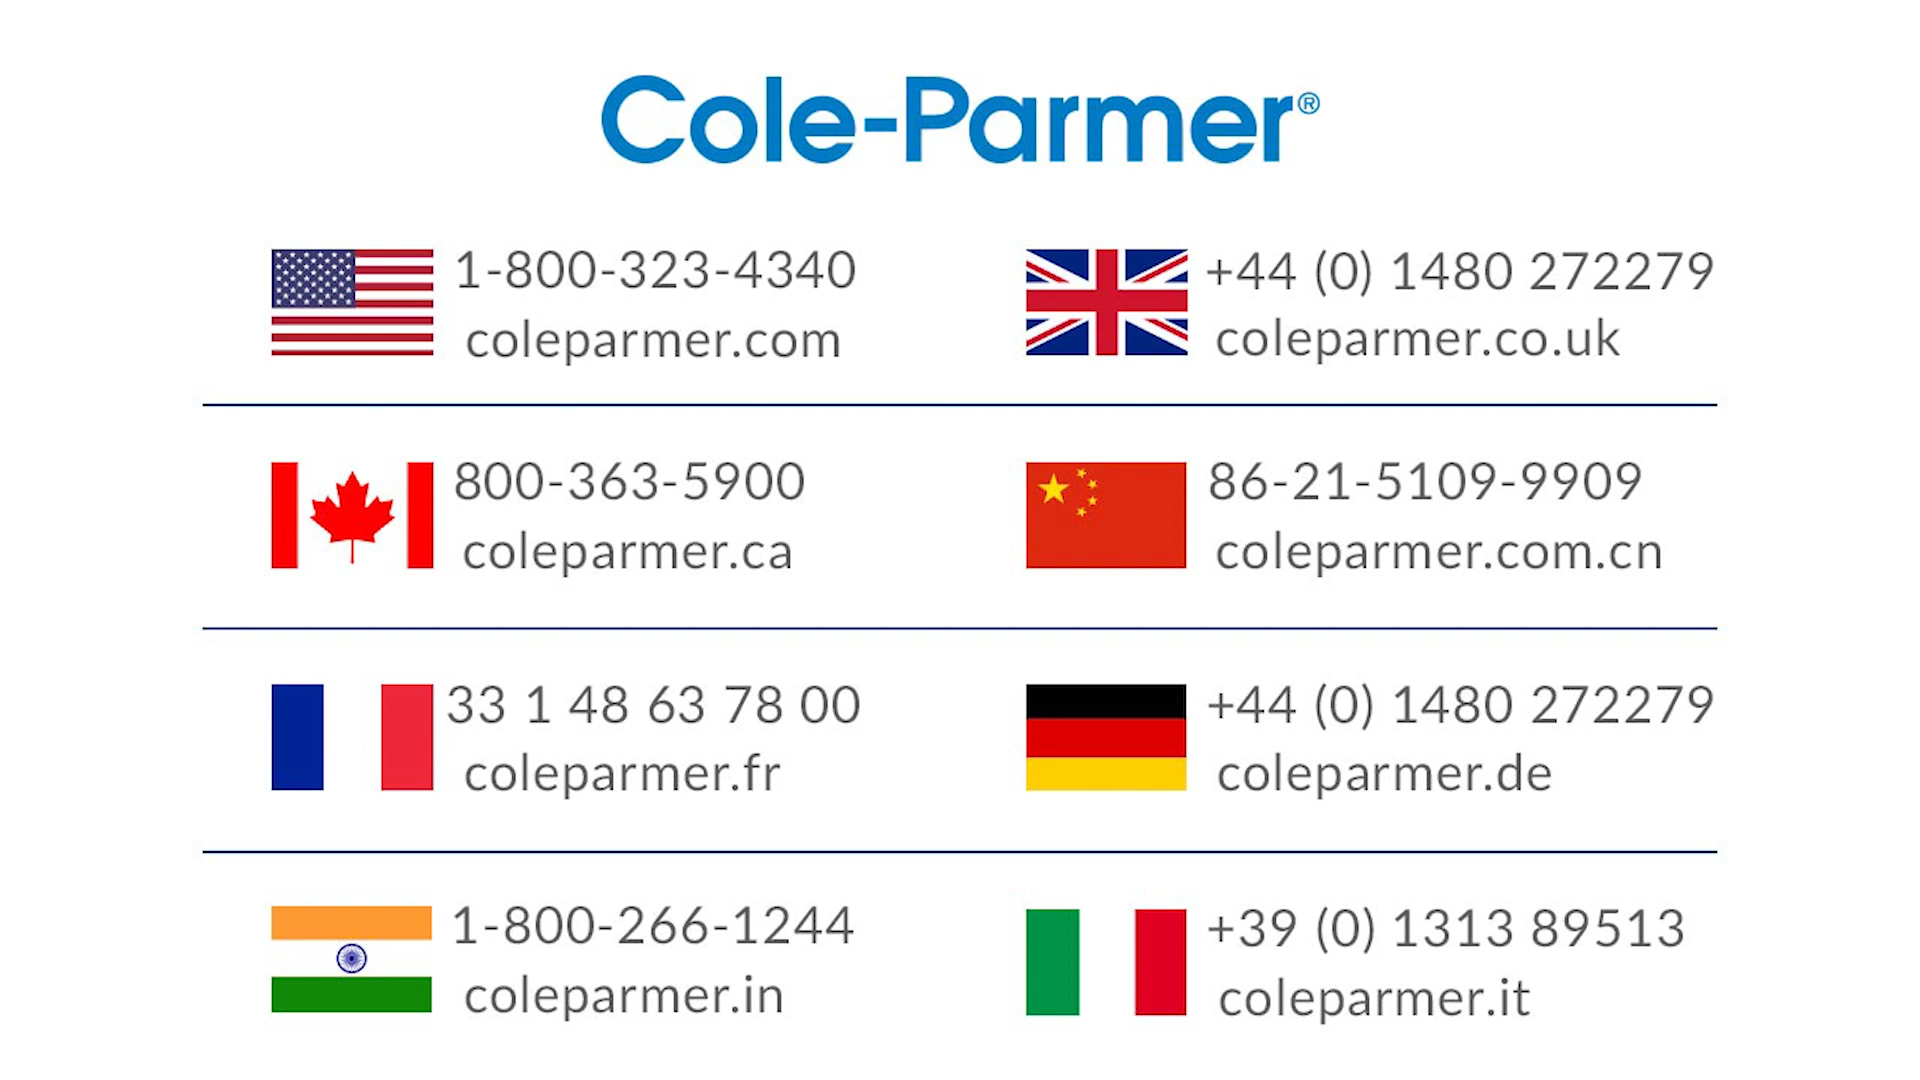 Cole-Parmer®
1-800-323-4340
coleparmer.com
+44 (0) 1480 272279
coleparmer.co.uk
800-363-5900
coleparmer.ca
86-21-5109-9909
coleparmer.com.cn
33 1 48 63 78 00
coleparmer.fr
+44 (0) 1480 272279
coleparmer.de
1-800-266-1244
coleparmer.in
+39 (0) 1313 89513
coleparmer.it